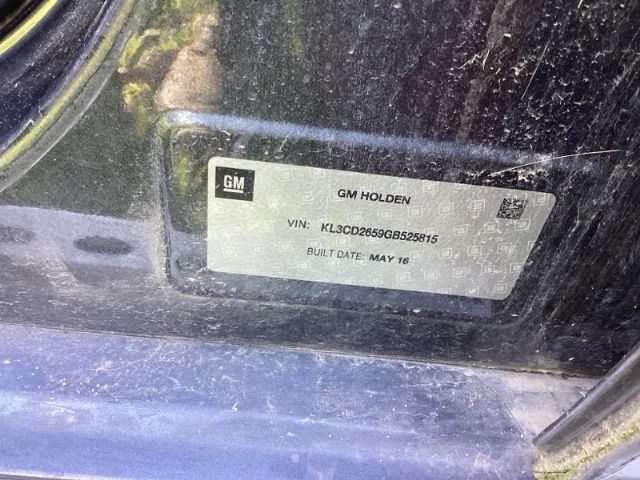 GM
GM HOLDEN
VIN: KL3CD2659GB525815
BUILT DATE: MAY 16